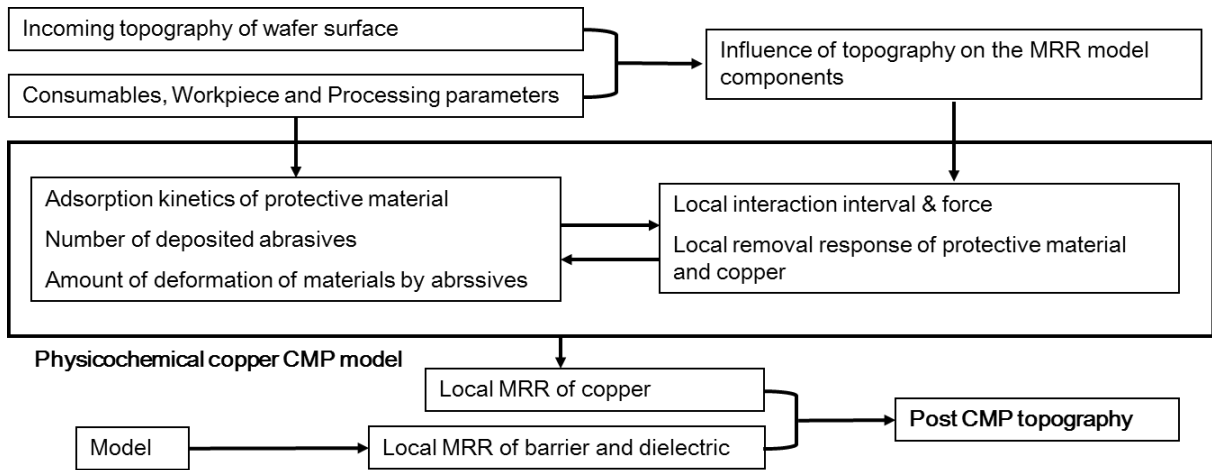 Incoming topography of wafer surface
Consumables, Workpiece and Processing parameters
Influence of topography on the MRR model
components
Adsorption kinetics of protective material
Number of deposited abrasives
Amount of deformation of materials by abrssives
Local interaction interval & force
Local removal response of protective material
and copper
Physicochemical copper CMP model
Local MRR of copper
Model
Local MRR of barrier and dielectric
Post CMP topography